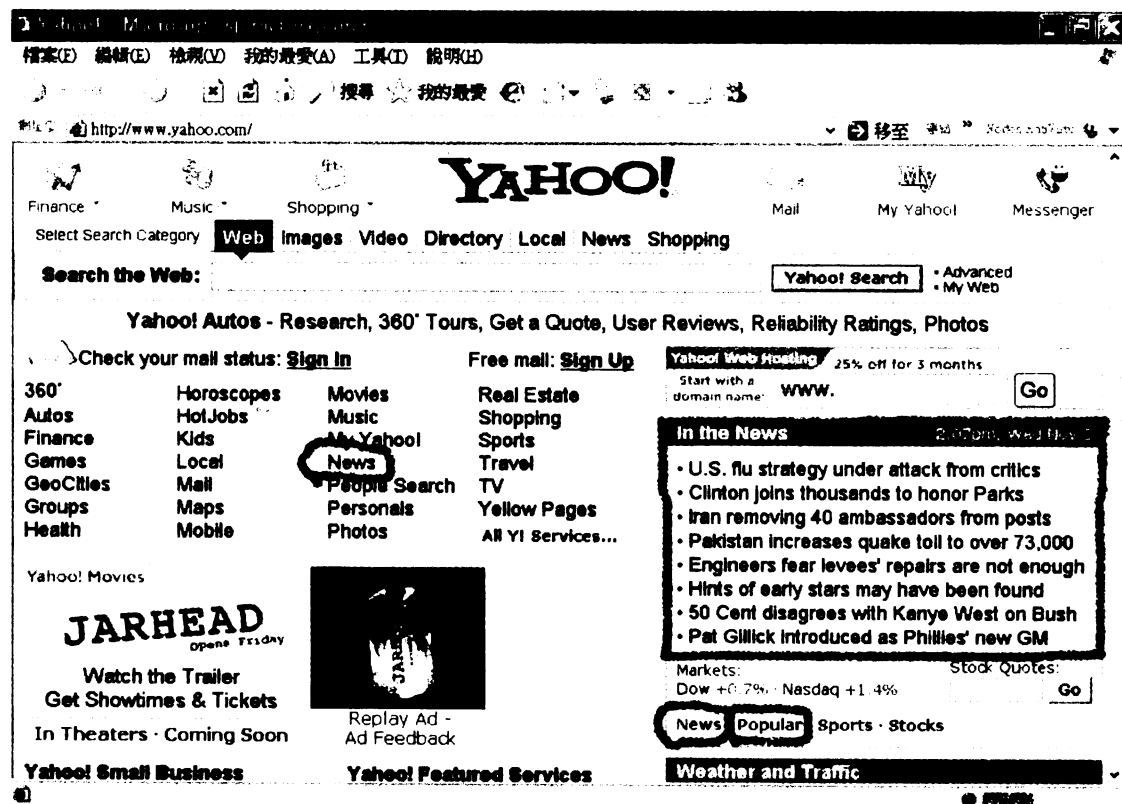 檔案(F) 編輯(E) 檢視(V) 我的最愛(A) 工具(T) 說明(H)
搜尋 我的最愛
http://www.yahoo.com/ 移至
Finance Music Shopping YAHOO! Mail My Yahoo! Messenger
Select Search Category Web Images Video Directory Local News Shopping
Search the Web: Yahoo! Search · Advanced
· My Web
Yahoo! Autos - Research, 360° Tours, Get a Quote, User Reviews, Reliability Ratings, Photos
Check your mail status: Sign In Free mail: Sign Up
360° Horoscopes Movies Real Estate
Autos HotJobs Music Shopping
Finance Kids My Yahoo! Sports
Games Local News Travel
GeoCities Mail People Search TV
Groups Maps Personals Yellow Pages
Health Mobile Photos All Y! Services...
Yahoo! Movies
JARHEAD
Opens Friday
Watch the Trailer
Get Showtimes & Tickets
In Theaters · Coming Soon
Replay Ad -
Ad Feedback
Yahoo! Small Business Yahoo! Featured Services
Yahoo! Web Hosting 25% off for 3 months
Start with a
domain name: www. Go
In the News Wed Nov
· U.S. flu strategy under attack from critics
· Clinton joins thousands to honor Parks
· Iran removing 40 ambassadors from posts
· Pakistan increases quake toll to over 73,000
· Engineers fear levees' repairs are not enough
· Hints of early stars may have been found
· 50 Cent disagrees with Kanye West on Bush
· Pat Gillick introduced as Phillies' new GM
Markets: Stock Quotes:
Dow +0.7% · Nasdaq +1.4% Go
News Popular Sports · Stocks
Weather and Traffic